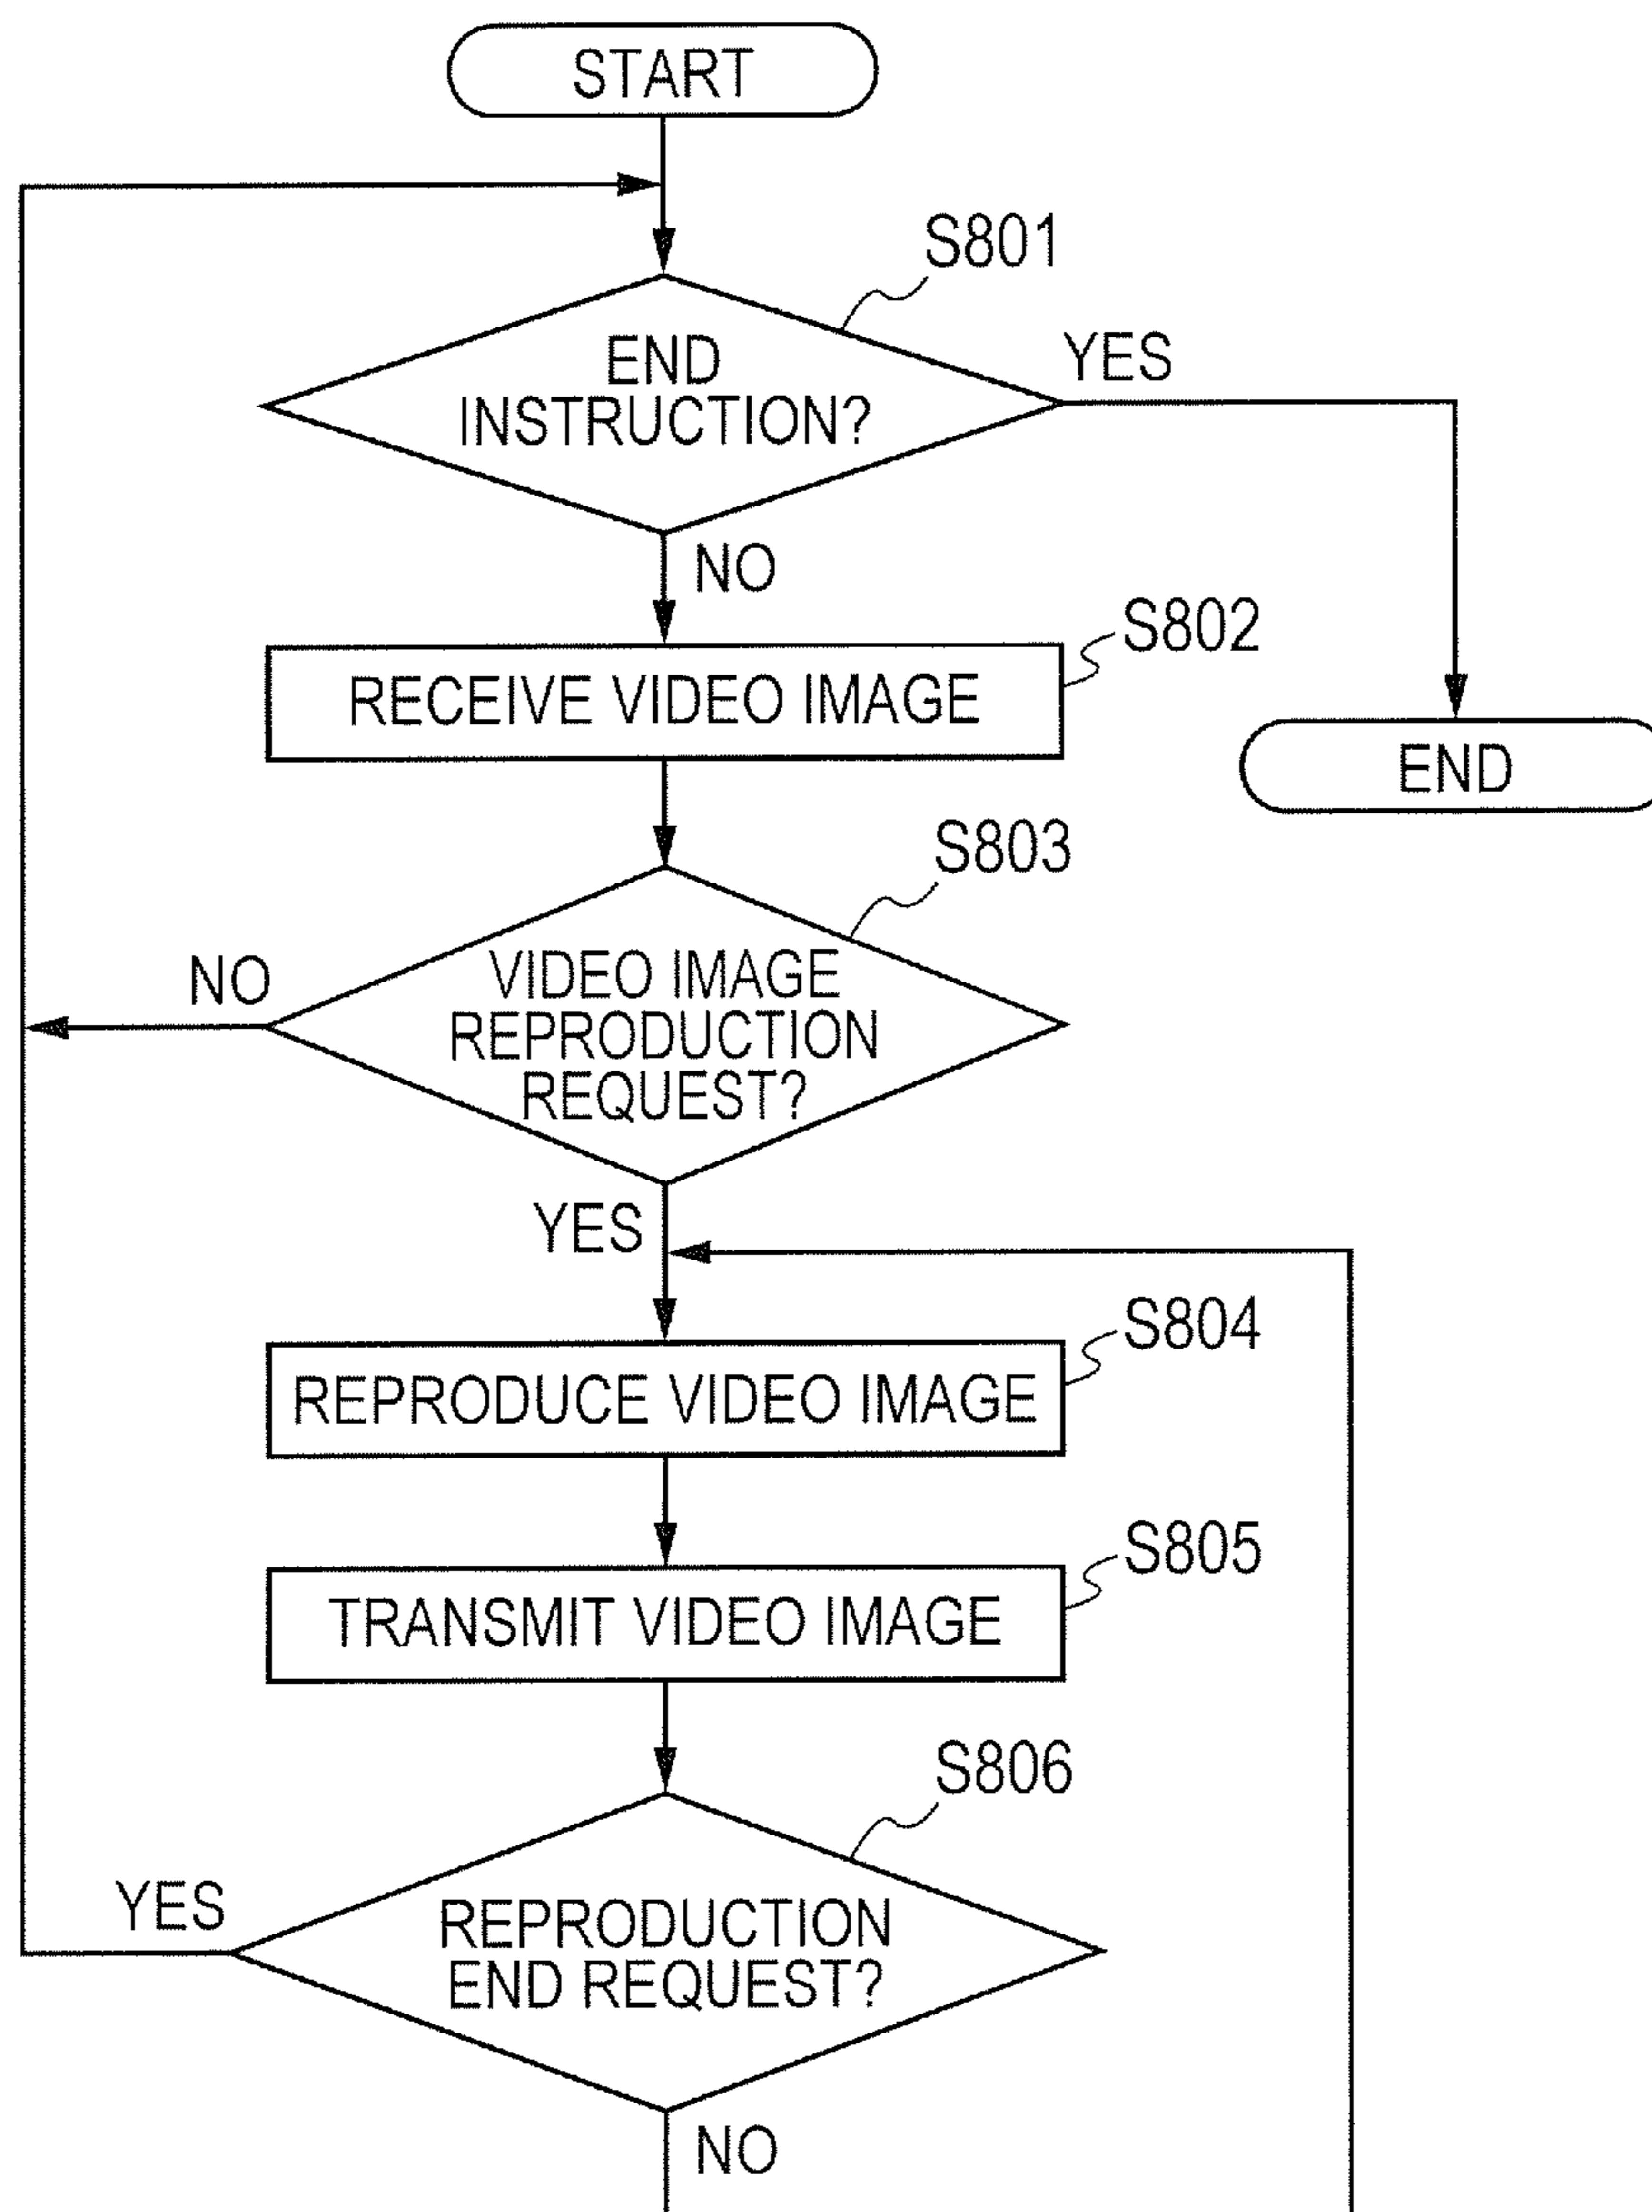 START
S801
END
INSTRUCTION?
YES
NO
S802
RECEIVE VIDEO IMAGE
END
S803
NO
VIDEO IMAGE
REPRODUCTION
REQUEST?
YES
S804
REPRODUCE VIDEO IMAGE
S805
TRANSMIT VIDEO IMAGE
S806
YES
REPRODUCTION
END REQUEST?
NO